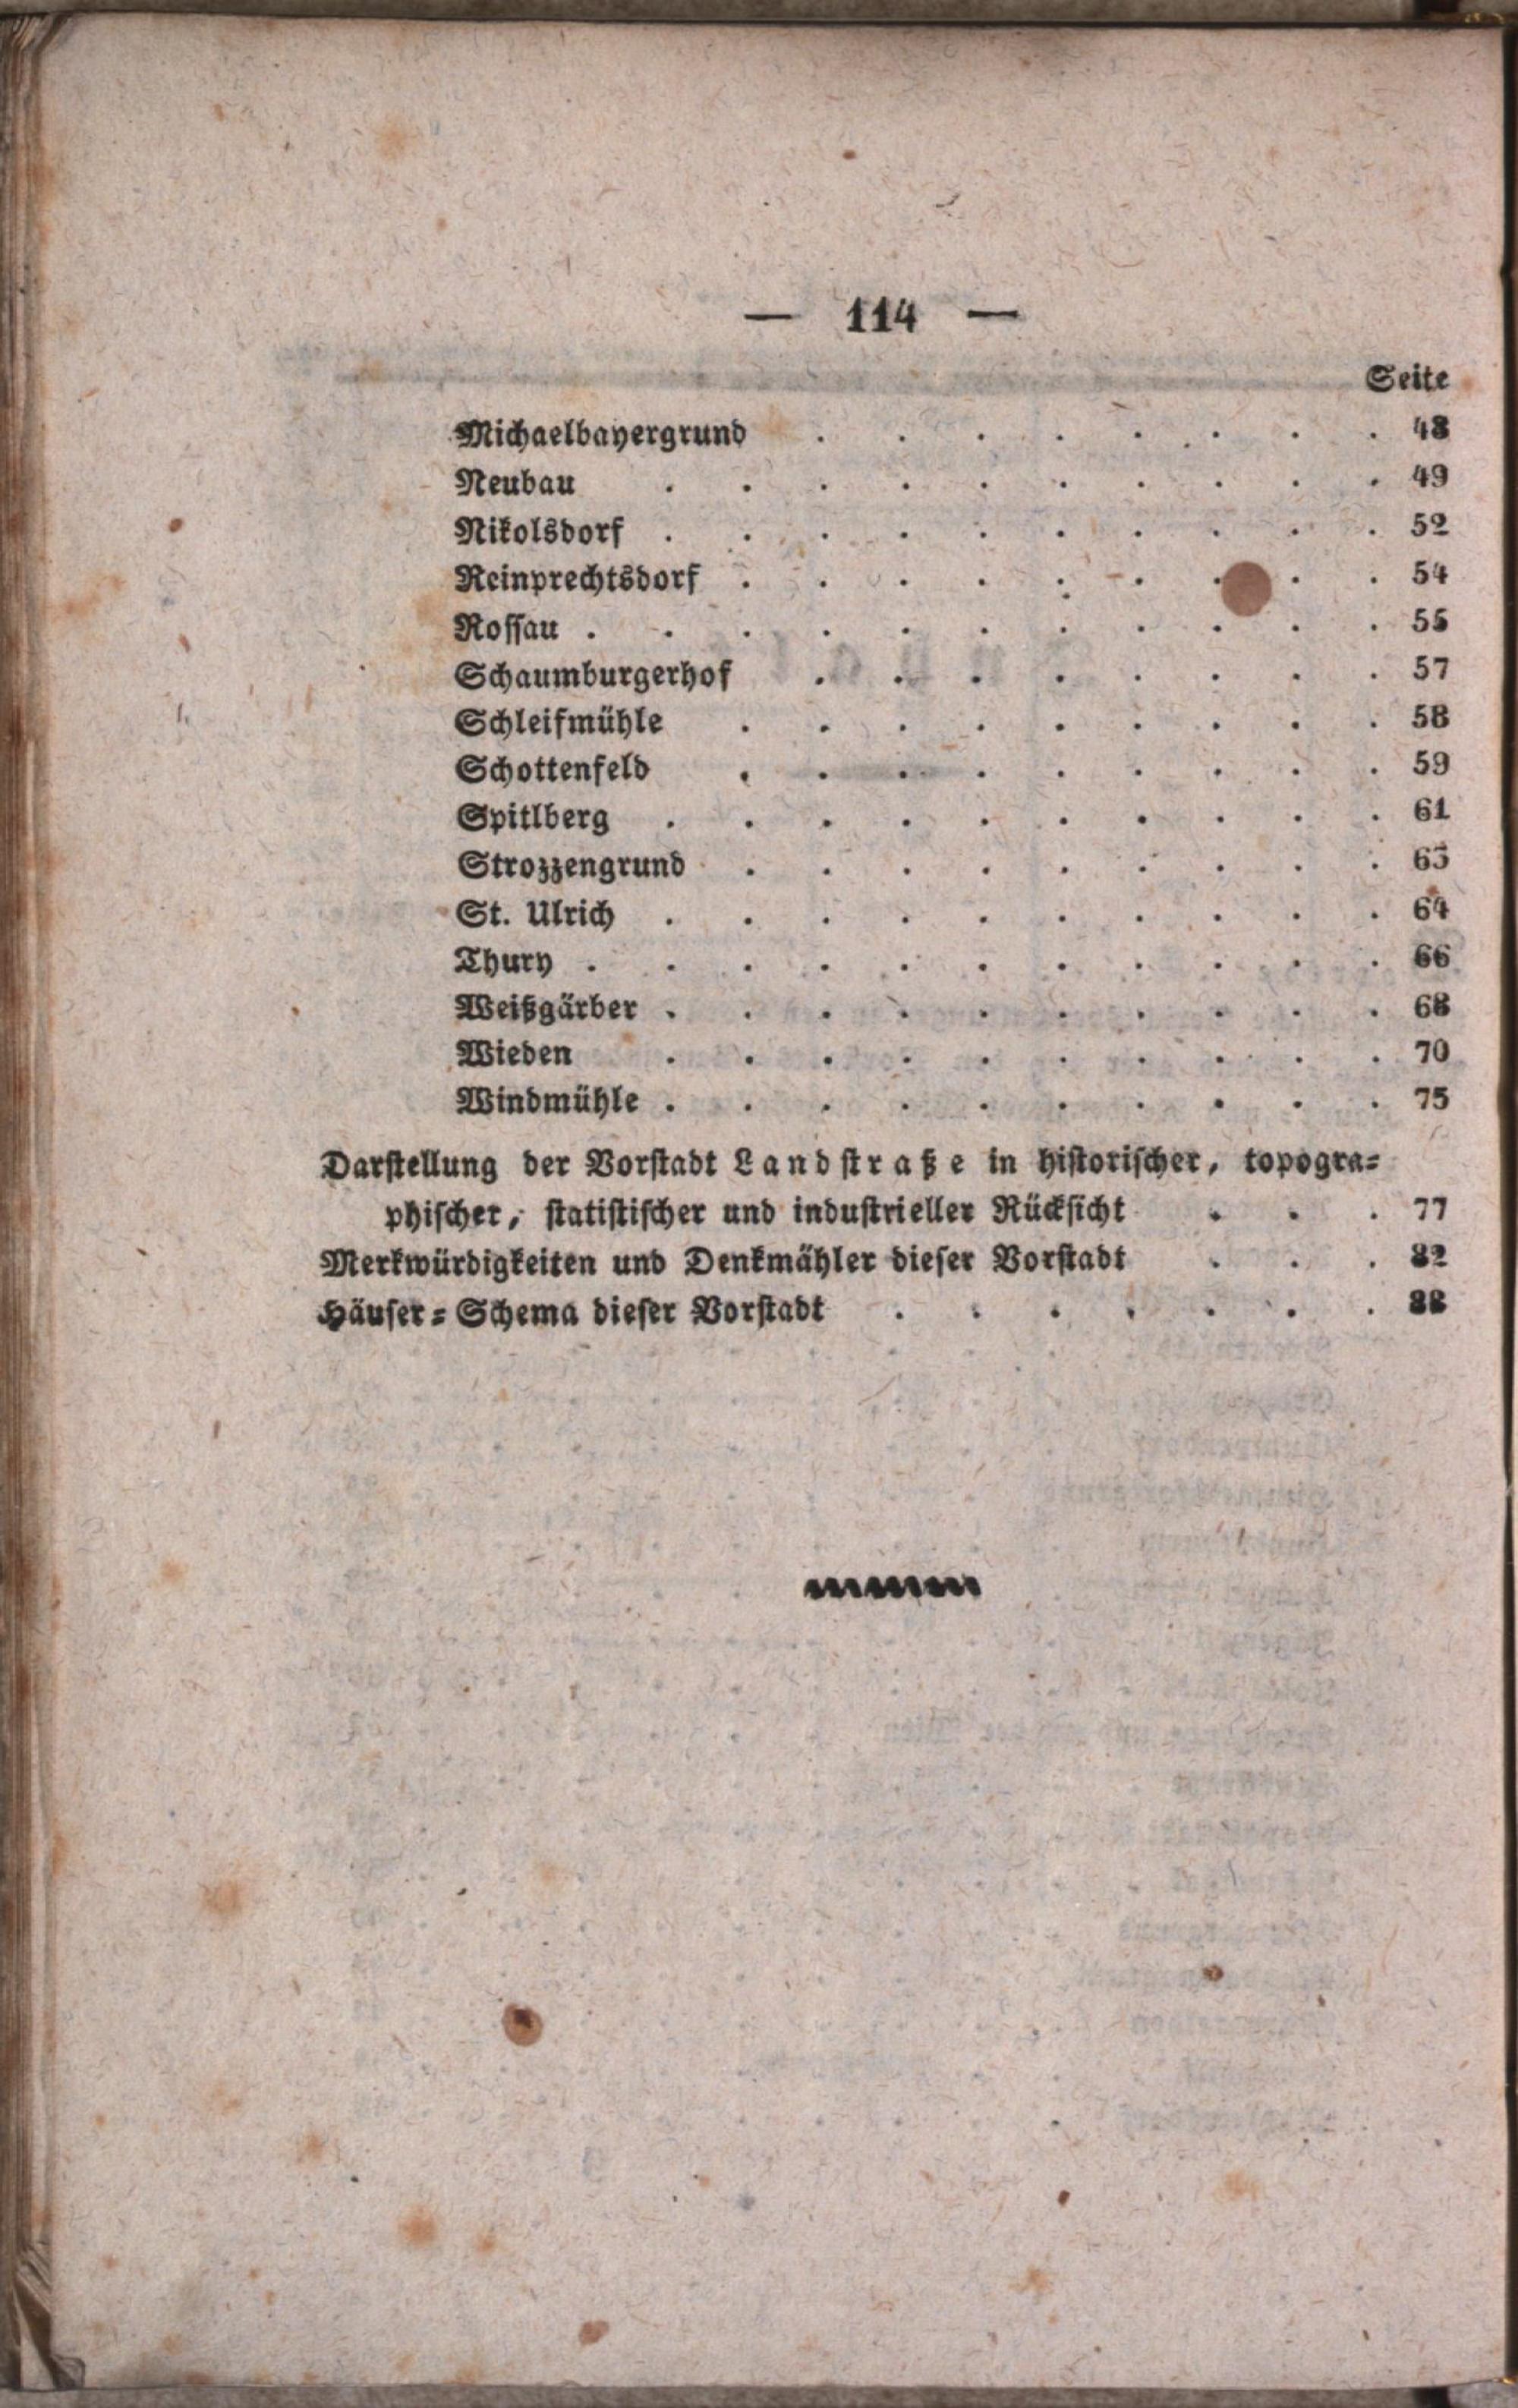 — 114 —
Seite
Michaelbayergrund . . . . . . . . 48
Neubau . . . . . . . . . . 49
Nikolsdorf . . . . . . . . . . 52
Reinprechtsdorf . . . . . . . . . 54
Rossau . . . . . . . . . . . 55
Schaumburgerhof . . . . . . . . 57
Schleifmühle . . . . . . . . . 58
Schottenfeld . . . . . . . . . 59
Spitlberg . . . . . . . . . . 61
Strozzengrund . . . . . . . . . 63
St. Ulrich . . . . . . . . . . 64
Thury . . . . . . . . . . . 66
Weißgärber . . . . . . . . . . 68
Wieden . . . . . . . . . . 70
Windmühle . . . . . . . . . . 75
Darstellung der Vorstadt Landstraße in historischer, topogra-
phischer, statistischer und industrieller Rücksicht . . . 77
Merkwürdigkeiten und Denkmähler dieser Vorstadt . . . 82
Häuser-Schema dieser Vorstadt . . . . . . . 88